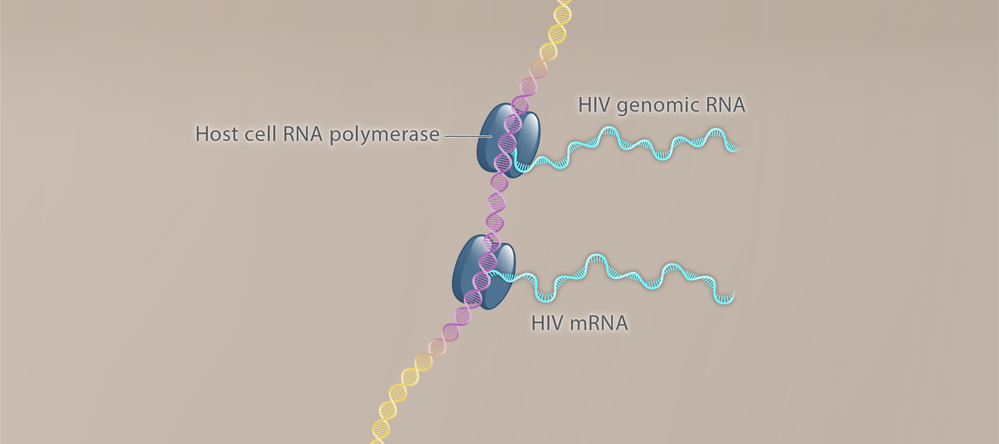 HIV genomic RNA
Host cell RNA polymerase
HIV mRNA